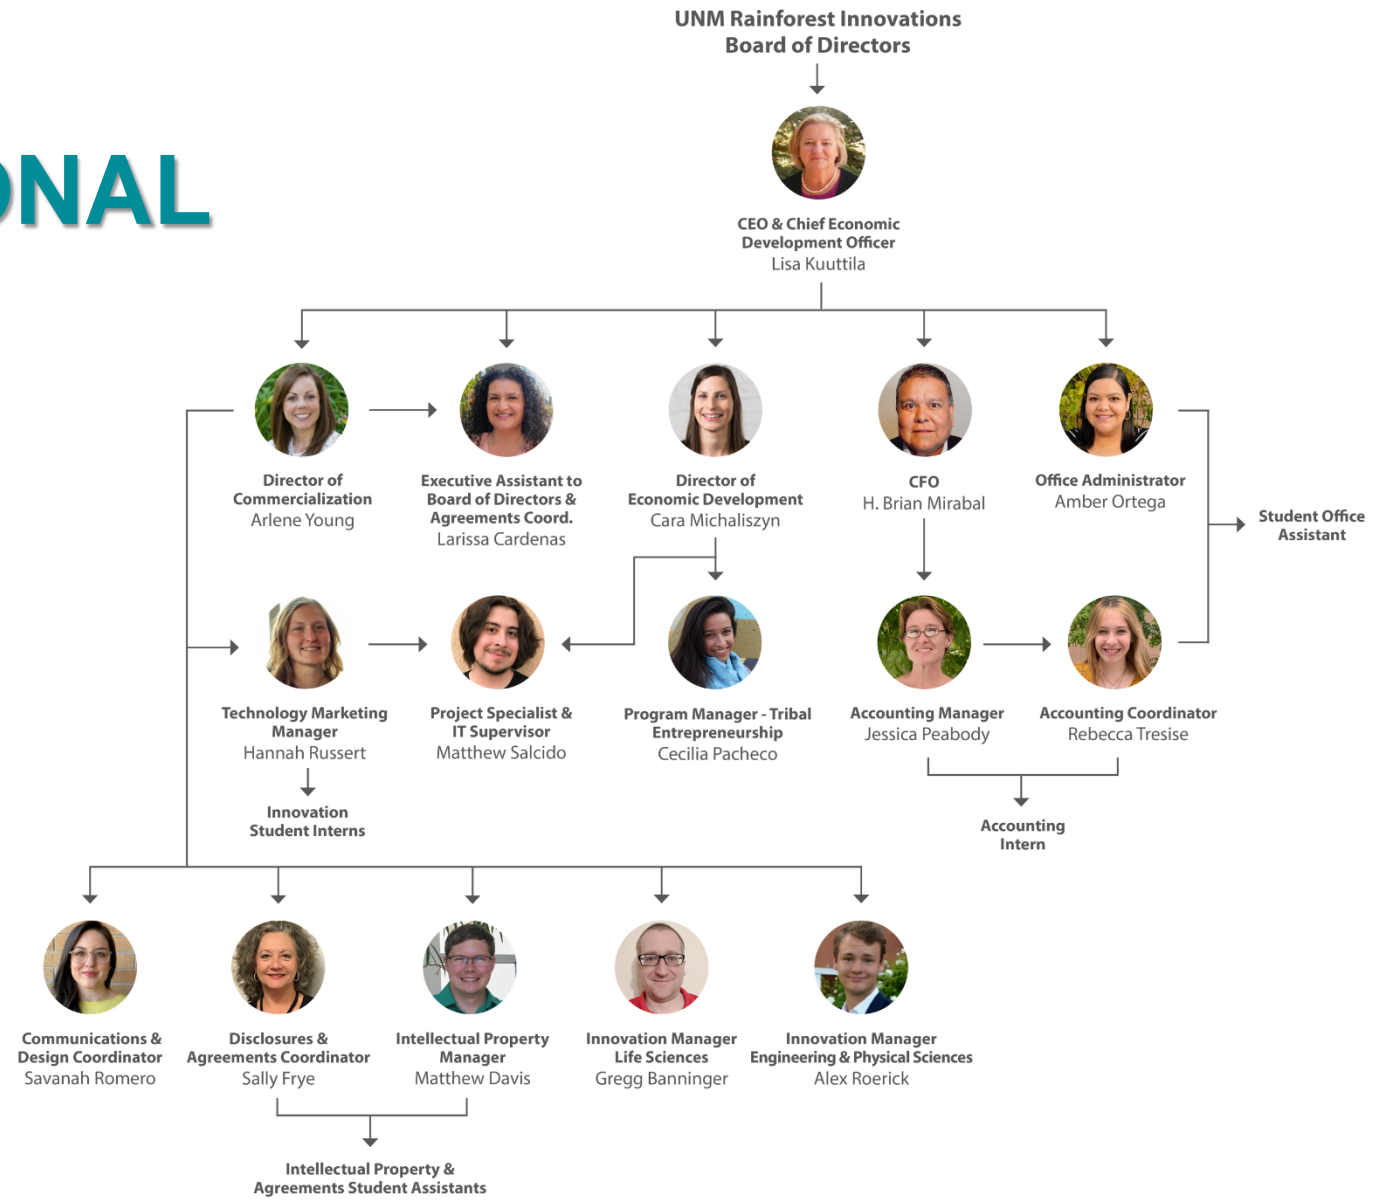 UNM Rainforest Innovations
Board of Directors
ONAL
CEO & Chief Economic
Development Officer
Lisa Kuuttila
Director of
Commercialization
Arlene Young
Executive Assistant to
Board of Directors &
Agreements Coord.
Larissa Cardenas
Director of
Economic Development
Cara Michaliszyn
CFO
H. Brian Mirabal
Office Administrator
Amber Ortega
Student Office
Assistant
Technology Marketing
Manager
Hannah Russert
Project Specialist &
IT Supervisor
Matthew Salcido
Program Manager - Tribal
Entrepreneurship
Cecilia Pacheco
Accounting Manager
Jessica Peabody
Accounting Coordinator
Rebecca Tresise
Innovation
Student Interns
Accounting
Intern
Communications &
Design Coordinator
Savanah Romero
Disclosures &
Agreements Coordinator
Sally Frye
Intellectual Property
Manager
Matthew Davis
Innovation Manager
Life Sciences
Gregg Banninger
Innovation Manager
Engineering & Physical Sciences
Alex Roerick
Intellectual Property &
Agreements Student Assistants